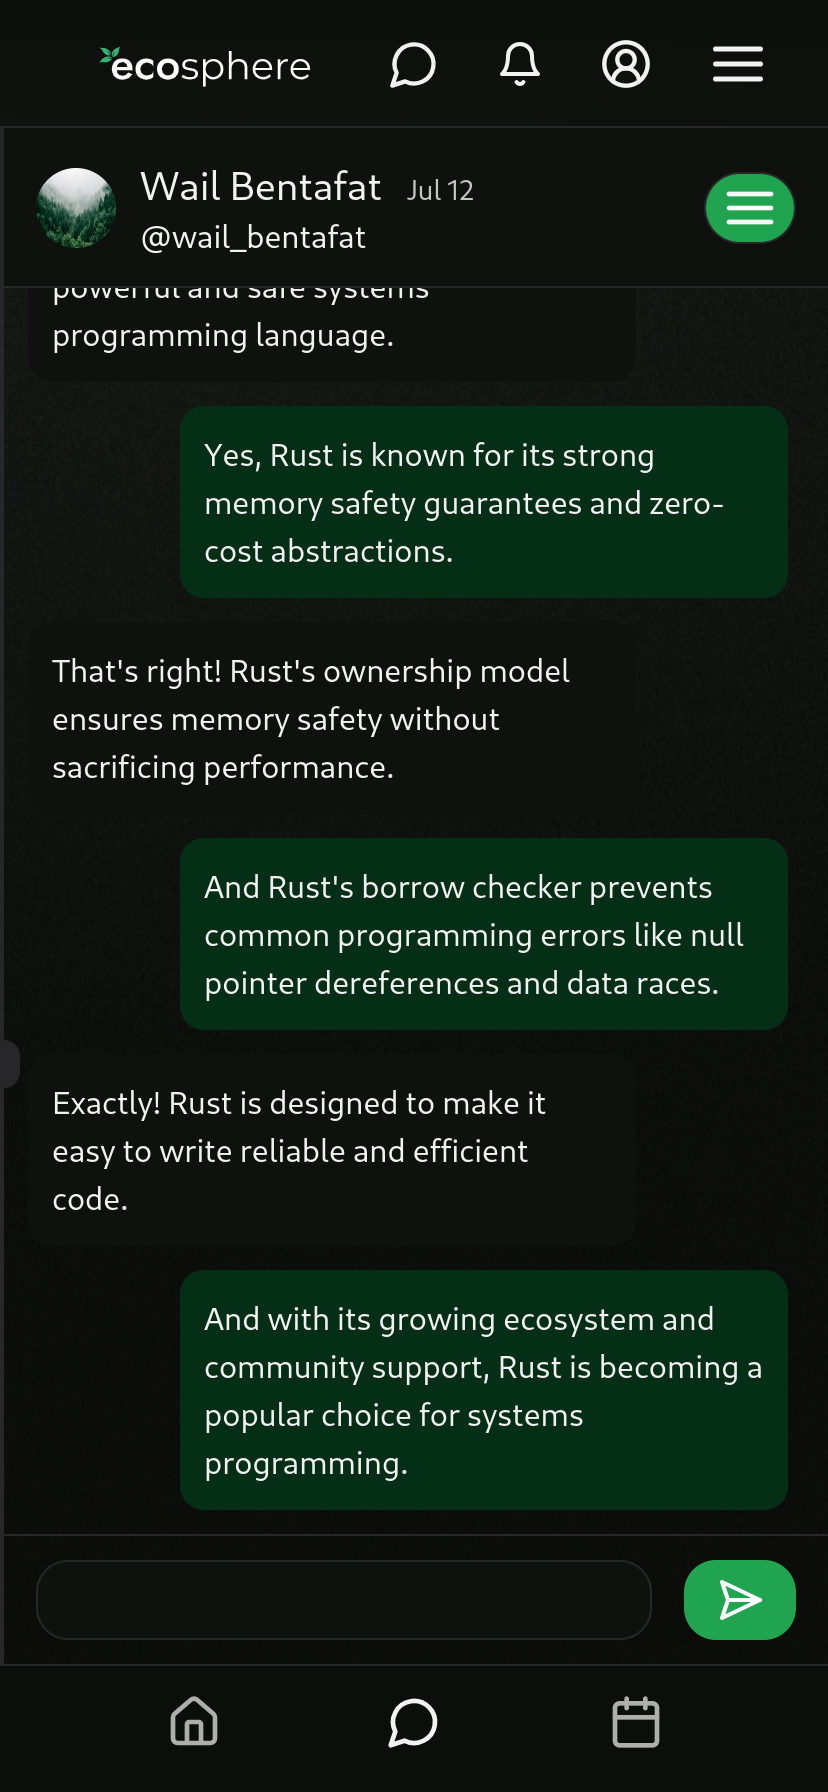 ecosphere
Wail Bentafat Jul 12
@wail_bentafat
powerful and safe systems
programming language.
Yes, Rust is known for its strong
memory safety guarantees and zero-
cost abstractions.
That's right! Rust's ownership model
ensures memory safety without
sacrificing performance.
And Rust's borrow checker prevents
common programming errors like null
pointer dereferences and data races.
Exactly! Rust is designed to make it
easy to write reliable and efficient
code.
And with its growing ecosystem and
community support, Rust is becoming a
popular choice for systems
programming.